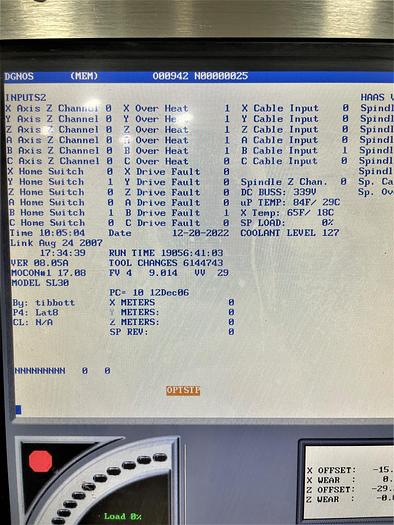 DGNOS (MEM) O00942 N00000025
INPUTS2 HAAS V
X Axis Z Channel 0 X Over Heat 1 X Cable Input 0 Spindl
Y Axis Z Channel 0 Y Over Heat 1 Y Cable Input 0 Spindl
Z Axis Z Channel 0 Z Over Heat 1 Z Cable Input 0 Spindl
A Axis Z Channel 0 Over Heat 1 A Cable Input 0 Spindl
B Axis Z Channel 0 B Over Heat 1 B Cable Input 1 Spindl
C Axis Z Channel 0 C Over Heat 0 C Cable Input 0 Spindl
X Home Switch 0 X Drive Fault 0 Spindl
Y Home Switch 1 Y Drive Fault 0 Spindle Z Chan. 0 Sp. Ca
Z Home Switch 0 Z Drive Fault 0 DC BUSS: 339V Sp. Ov
A Home Switch 0 A Drive Fault 0 uP TEMP: 84F/ 29C
B Home Switch 1 B Drive Fault 1 X Temp: 65F/ 18C
C Home Switch 0 C Drive Fault 0 SP LOAD: 0%
Time 10:05:04 Date 12-20-2022 COOLANT LEVEL 127
Link Aug 24 2007
17:34:39 RUN TIME 19056:41:03
VER 08.05A TOOL CHANGES 6144743
MOCON#1 17.08 FV 4 9.014 VV 29
MODEL SL30
PC= 10 12Dec06
By: tibbott X METERS 0
P4: Lat8 Y METERS: 0
CL: N/A Z METERS: 0
SP REV: 0
NNNNNNNNN 0 0
OPTSTP
Load 0%
X OFFSET: -15.
X WEAR : 0.
Z OFFSET: -29.
Z WEAR : -0.0